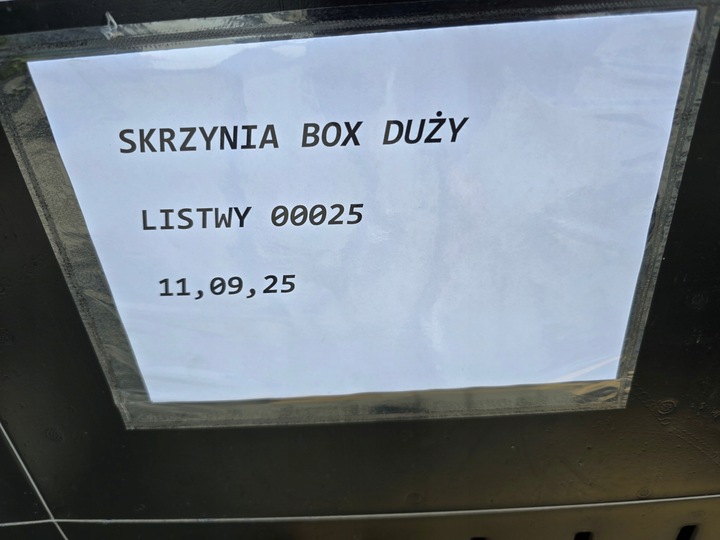 SKRZYNIA BOX DUŻY
LISTWY 00025
11,09,25